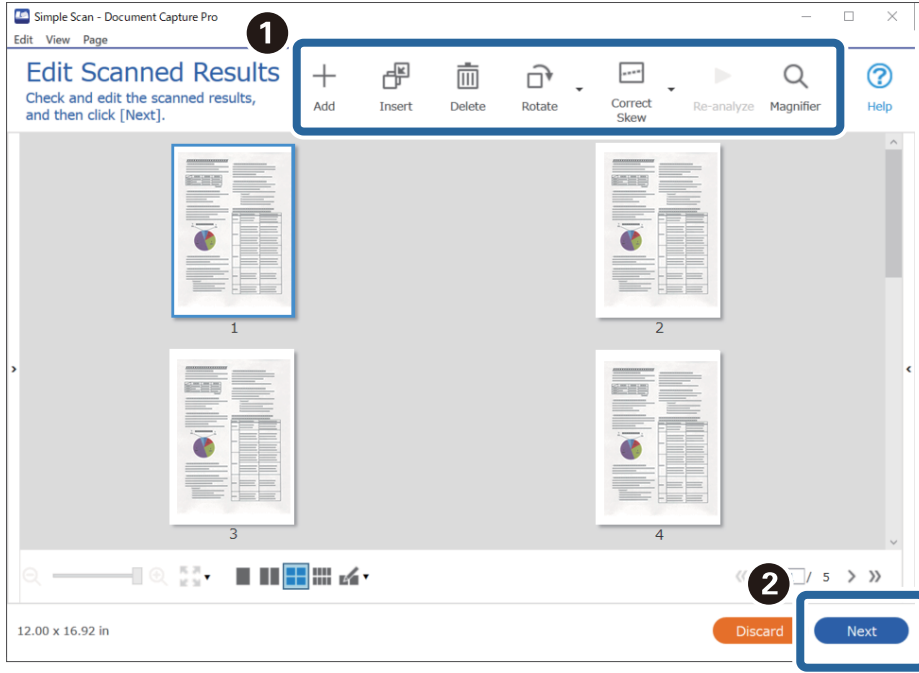 Simple Scan - Document Capture Pro
Edit View Page
1
Edit Scanned Results
Check and edit the scanned results,
and then click [Next].
Add
Insert
Delete
Rotate
Correct
Skew
Re-analyze
Magnifier
Help
1
2
3
4
/ 5
2
12.00 x 16.92 in
Discard
Next